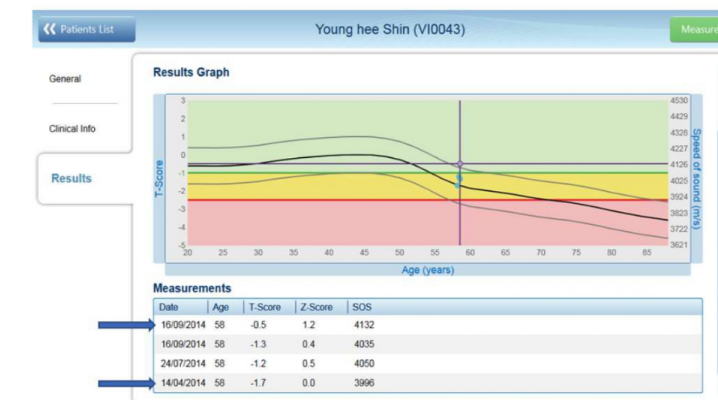 Patients List
Young hee Shin (VI0043)
Measure
General
Clinical Info
Results
Results Graph
3
2
1
0
-1
-2
-3
-4
-5
T-Score
4530
4429
4328
4227
4126
4025
3924
3823
3722
3621
Speed of sound (m/s)
20 25 30 35 40 45 50 55 60 65 70 75 80 85
Age (years)
Measurements
Date Age T-Score Z-Score SOS
16/09/2014 58 -0.5 1.2 4132
16/09/2014 58 -1.3 0.4 4035
24/07/2014 58 -1.2 0.5 4050
14/04/2014 58 -1.7 0.0 3996